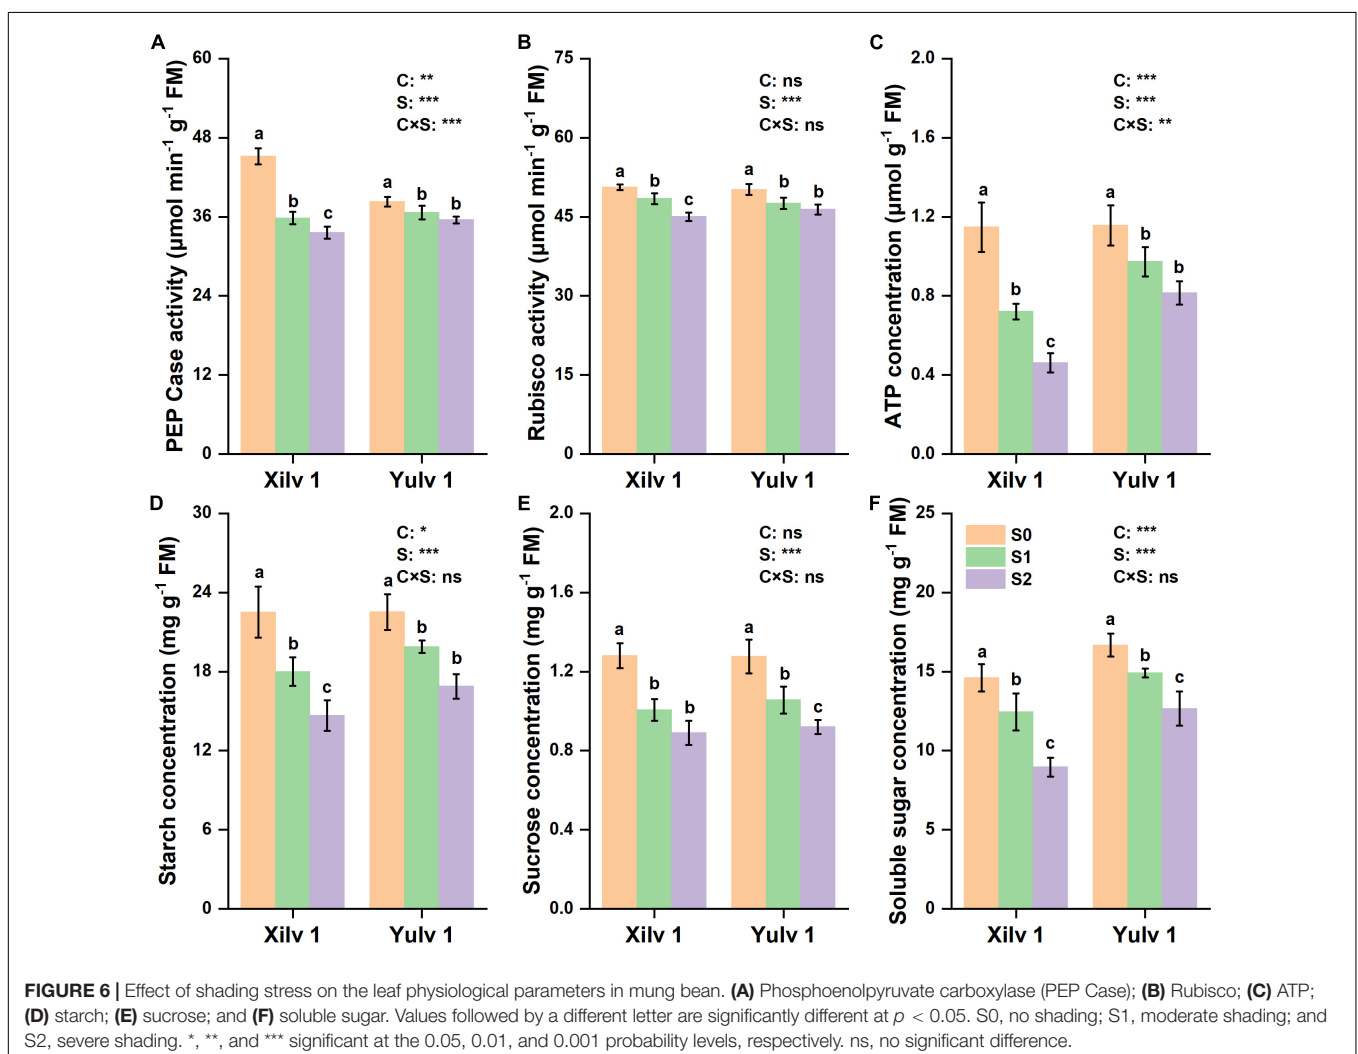 A
PEP Case activity (μmol min⁻¹ g⁻¹ FM)
60
48
36
24
12
0
C: **
S: ***
C×S: ***
a
b
c
a
b
b
Xilv 1
Yulv 1
B
Rubisco activity (μmol min⁻¹ g⁻¹ FM)
75
60
45
30
15
0
C: ns
S: ***
C×S: ns
a
b
c
a
b
b
Xilv 1
Yulv 1
C
ATP concentration (μmol g⁻¹ FM)
2.0
1.6
1.2
0.8
0.4
0.0
C: ***
S: ***
C×S: **
a
b
c
a
b
b
Xilv 1
Yulv 1
D
Starch concentration (mg g⁻¹ FM)
30
24
18
12
6
0
C: *
S: ***
C×S: ns
a
b
c
a
b
b
Xilv 1
Yulv 1
E
Sucrose concentration (mg g⁻¹ FM)
2.0
1.6
1.2
0.8
0.4
0.0
C: ns
S: ***
C×S: ns
a
b
b
a
b
c
Xilv 1
Yulv 1
F
Soluble sugar concentration (mg g⁻¹ FM)
25
20
15
10
5
0
S0
S1
S2
C: ***
S: ***
C×S: ns
a
b
c
a
b
c
Xilv 1
Yulv 1
FIGURE 6 | Effect of shading stress on the leaf physiological parameters in mung bean. (A) Phosphoenolpyruvate carboxylase (PEP Case); (B) Rubisco; (C) ATP;
(D) starch; (E) sucrose; and (F) soluble sugar. Values followed by a different letter are significantly different at p < 0.05. S0, no shading; S1, moderate shading; and
S2, severe shading. *, **, and *** significant at the 0.05, 0.01, and 0.001 probability levels, respectively. ns, no significant difference.